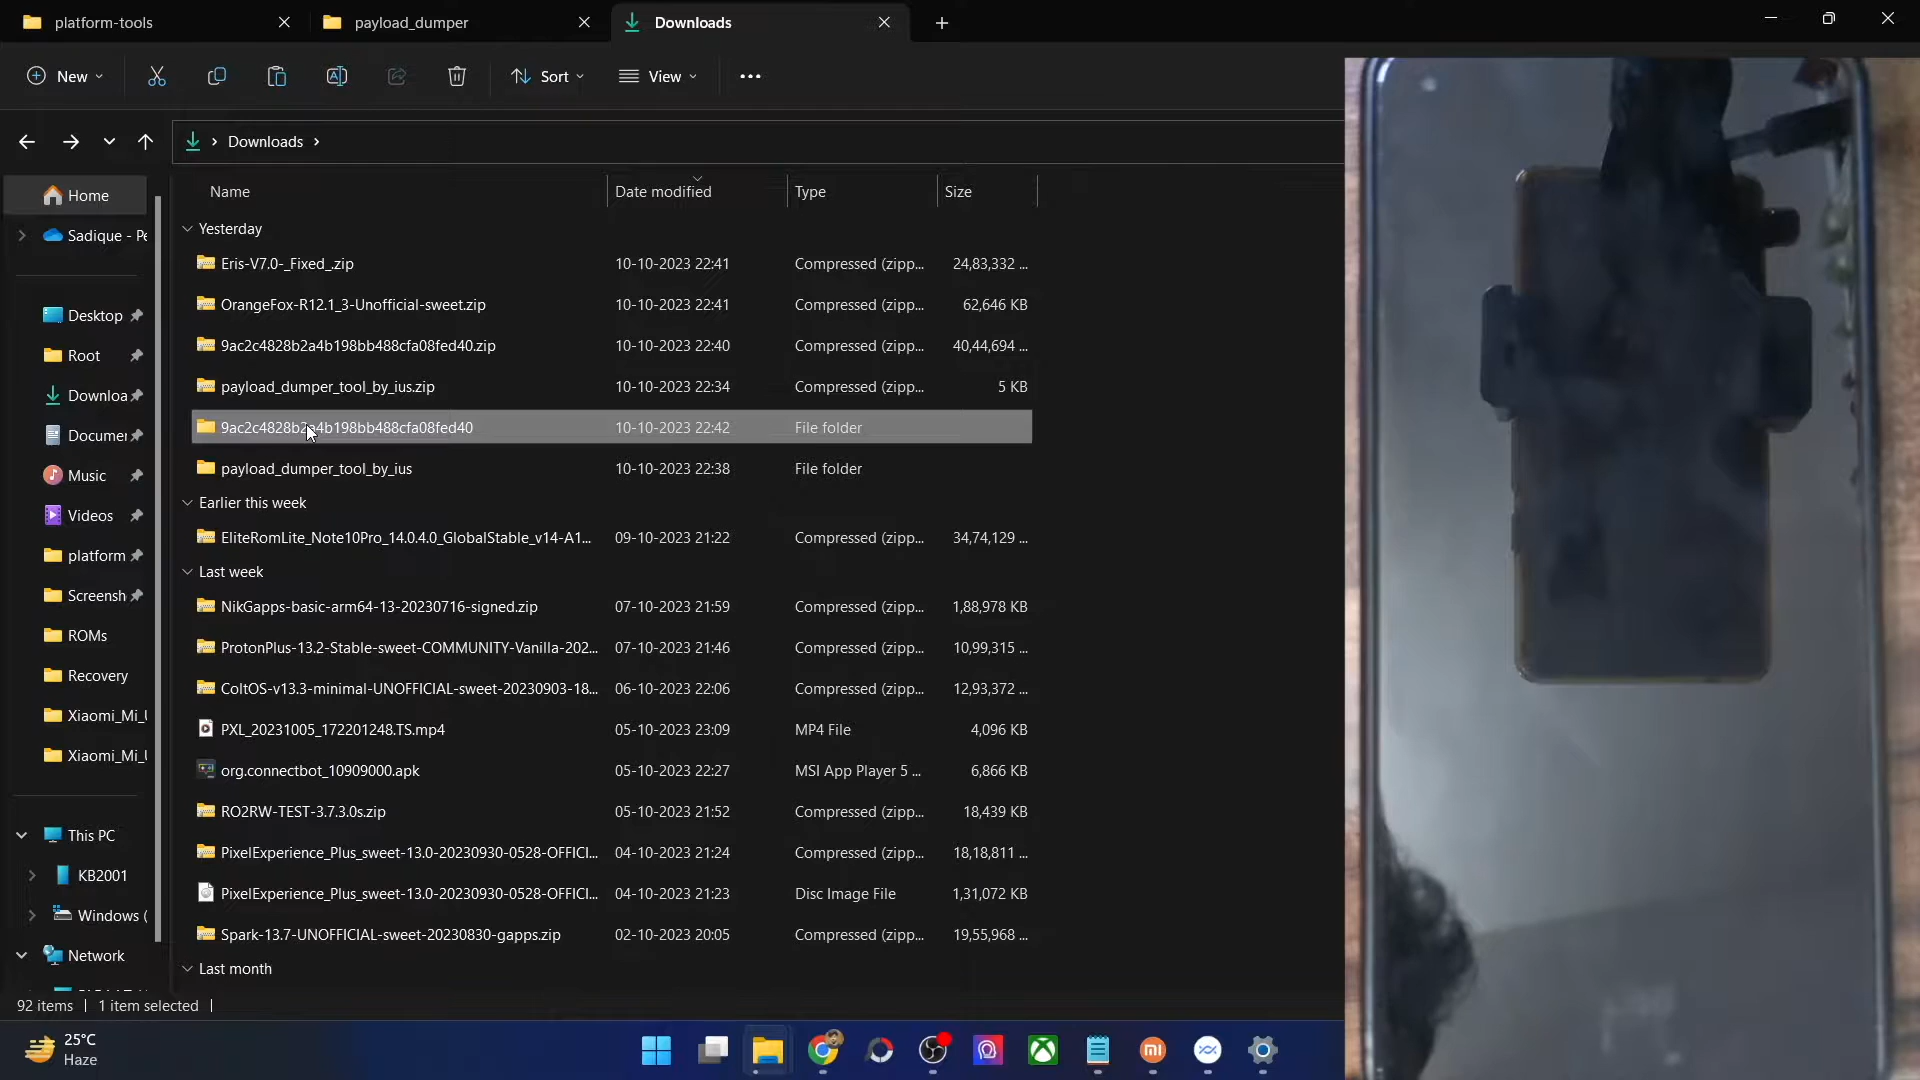 platform-tools
payload_dumper
Downloads
New
Sort
View
Downloads
Name
Date modified
Type
Size
Home
Sadique - Pe
Desktop
Root
Downloa
Documer
Music
Videos
platform
Screensh
ROMs
Recovery
Xiaomi_Mi_U
Xiaomi_Mi_U
This PC
KB2001
Windows (
Network
Yesterday
Eris-V7.0-_Fixed_.zip 10-10-2023 22:41 Compressed (zipp... 24,83,332 ...
OrangeFox-R12.1_3-Unofficial-sweet.zip 10-10-2023 22:41 Compressed (zipp... 62,646 KB
9ac2c4828b2a4b198bb488cfa08fed40.zip 10-10-2023 22:40 Compressed (zipp... 40,44,694 ...
payload_dumper_tool_by_ius.zip 10-10-2023 22:34 Compressed (zipp... 5 KB
9ac2c4828b2a4b198bb488cfa08fed40 10-10-2023 22:42 File folder
payload_dumper_tool_by_ius 10-10-2023 22:38 File folder
Earlier this week
EliteRomLite_Note10Pro_14.0.4.0_GlobalStable_v14-A1... 09-10-2023 21:22 Compressed (zipp... 34,74,129 ...
Last week
NikGapps-basic-arm64-13-20230716-signed.zip 07-10-2023 21:59 Compressed (zipp... 1,88,978 KB
ProtonPlus-13.2-Stable-sweet-COMMUNITY-Vanilla-202... 07-10-2023 21:46 Compressed (zipp... 10,99,315 ...
ColtOS-v13.3-minimal-UNOFFICIAL-sweet-20230903-18... 06-10-2023 22:06 Compressed (zipp... 12,93,372 ...
PXL_20231005_172201248.TS.mp4 05-10-2023 23:09 MP4 File 4,096 KB
org.connectbot_10909000.apk 05-10-2023 22:27 MSI App Player 5 ... 6,866 KB
RO2RW-TEST-3.7.3.0s.zip 05-10-2023 21:52 Compressed (zipp... 18,439 KB
PixelExperience_Plus_sweet-13.0-20230930-0528-OFFICI... 04-10-2023 21:24 Compressed (zipp... 18,18,811 ...
PixelExperience_Plus_sweet-13.0-20230930-0528-OFFICI... 04-10-2023 21:23 Disc Image File 1,31,072 KB
Spark-13.7-UNOFFICIAL-sweet-20230830-gapps.zip 02-10-2023 20:05 Compressed (zipp... 19,55,968 ...
Last month
92 items 1 item selected
25°C
Haze